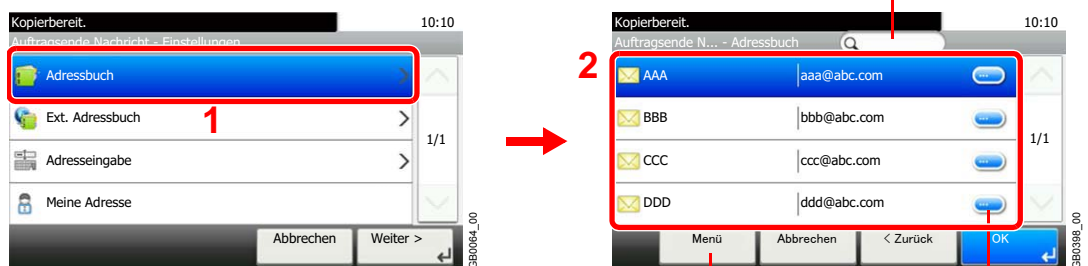 Kopierbereit. 10:10
Auftragsende Nachricht - Einstellungen
Adressbuch
Ext. Adressbuch
1
1/1
Adresseingabe
Meine Adresse
Abbrechen Weiter >
GB0064_00
Kopierbereit. 10:10
Auftragsende N... - Adressbuch
2
AAA aaa@abc.com
BBB bbb@abc.com
1/1
CCC ccc@abc.com
DDD ddd@abc.com
Menü Abbrechen < Zurück OK
GB0398_00